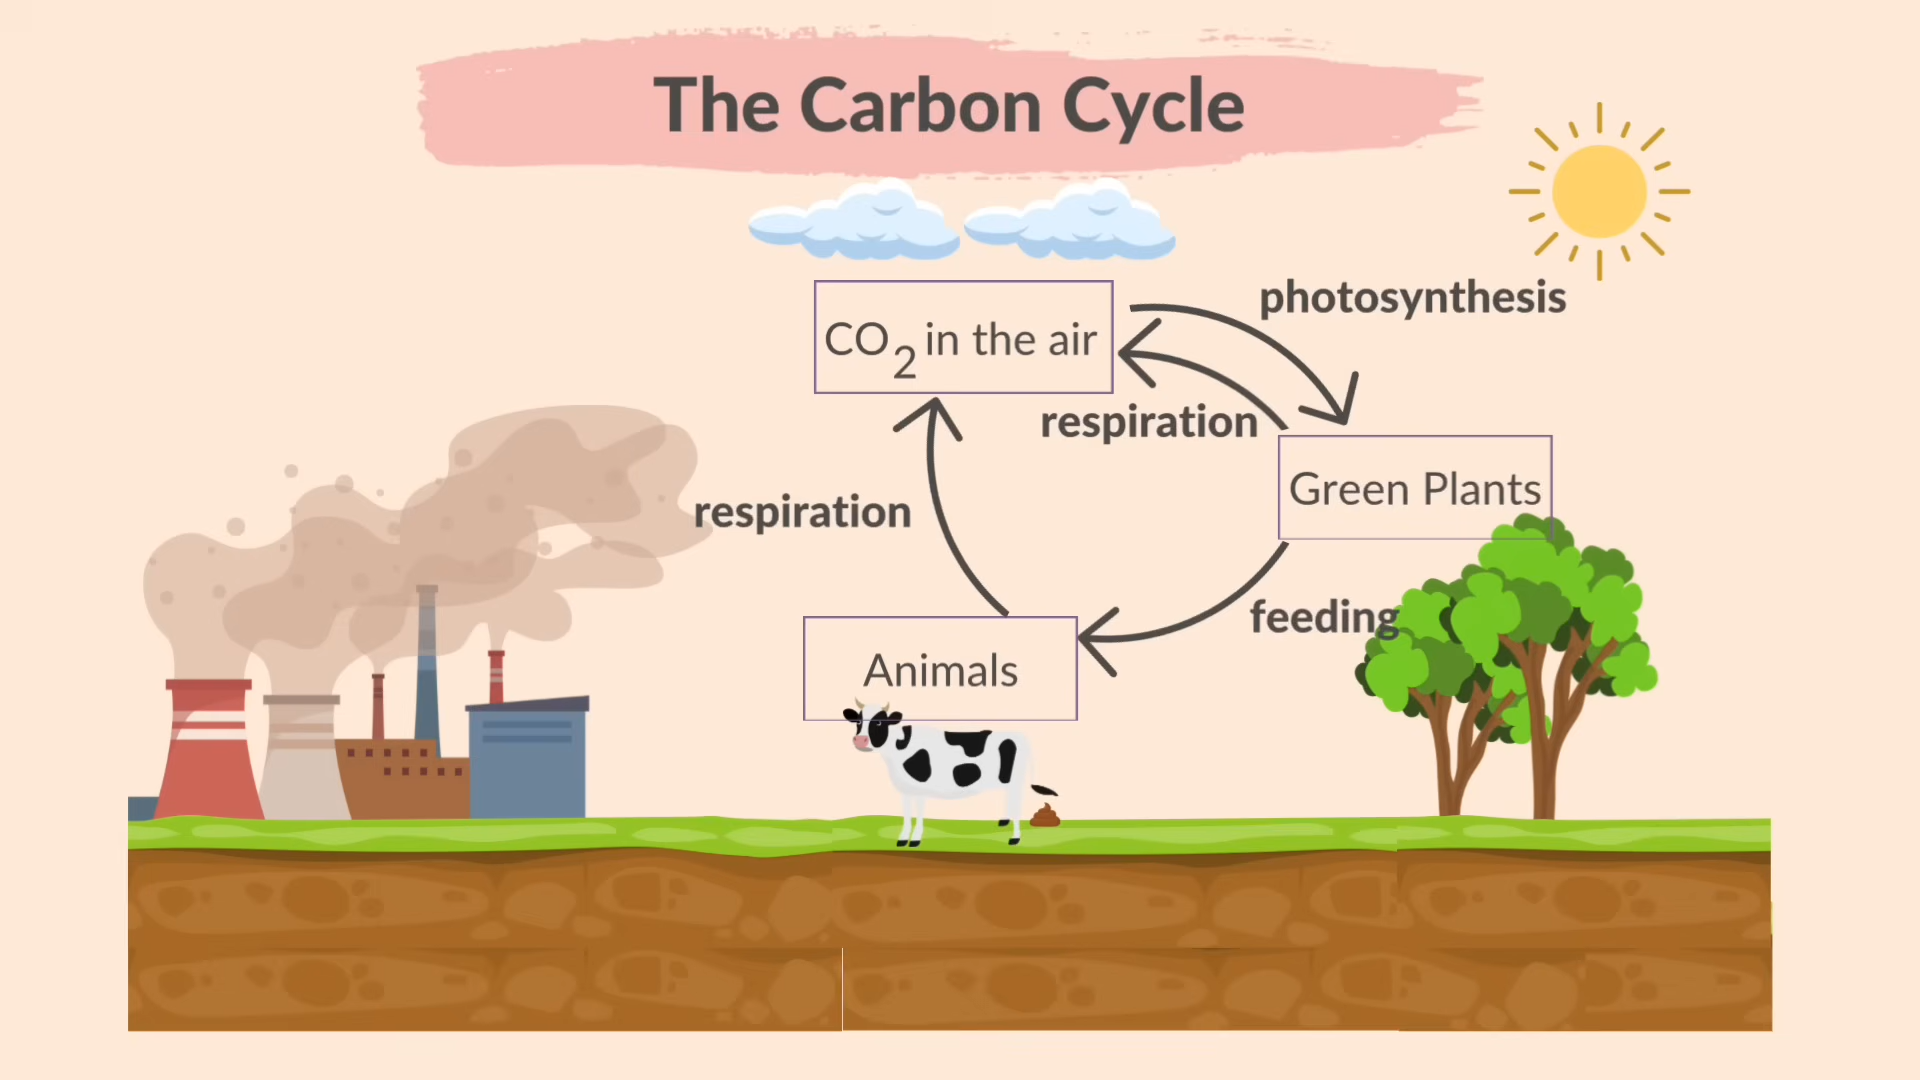 The Carbon Cycle
photosynthesis
CO₂ in the air
respiration
Green Plants
respiration
feeding
Animals